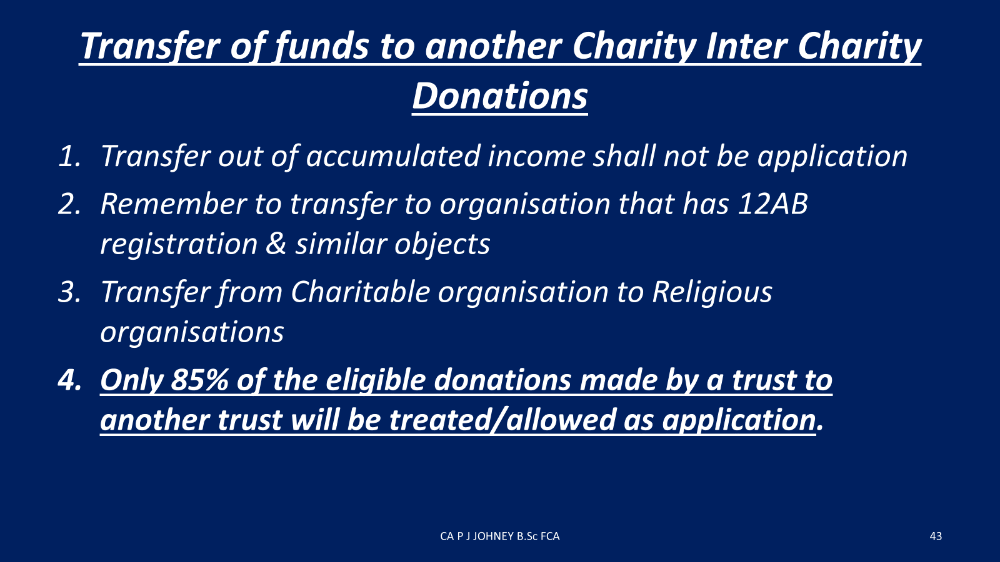 Transfer of funds to another Charity Inter Charity
Donations
1. Transfer out of accumulated income shall not be application
2. Remember to transfer to organisation that has 12AB
registration & similar objects
3. Transfer from Charitable organisation to Religious
organisations
4. Only 85% of the eligible donations made by a trust to
another trust will be treated/allowed as application.
CA P J JOHNEY B.Sc FCA
43